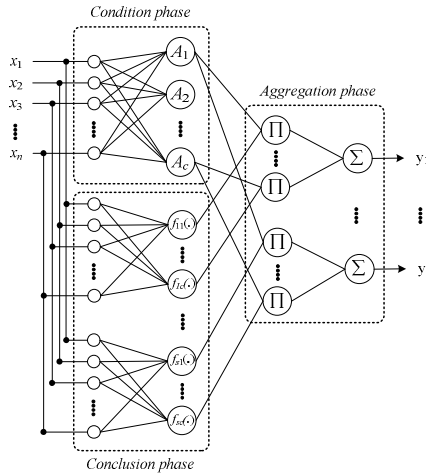 Condition phase
x1
x2
x3
xn
A1
A2
Ac
Aggregation phase
Π
Π
Σ
Π
Π
Σ
y
f11(.)
f1c(.)
fs1(.)
fsc(.)
Conclusion phase